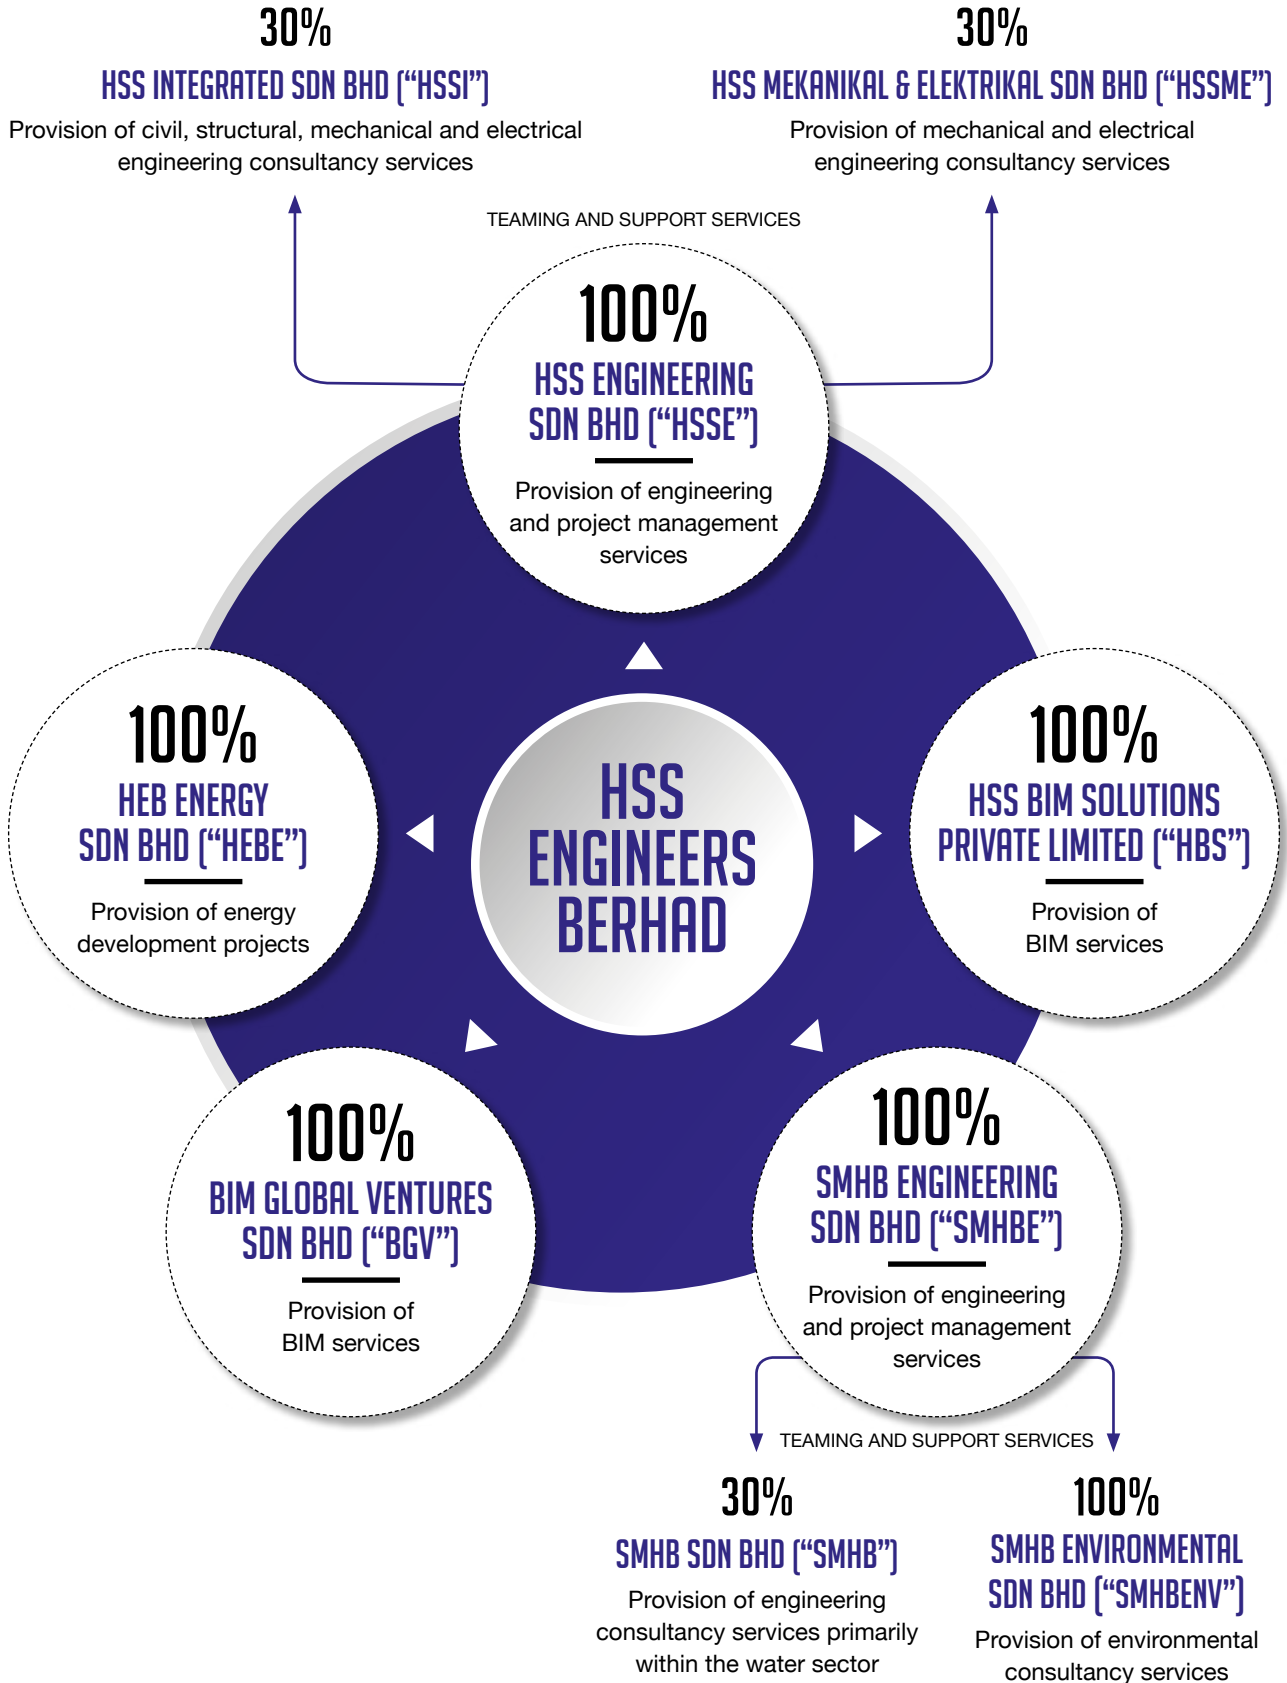 30%
HSS INTEGRATED SDN BHD (“HSSI”)
Provision of civil, structural, mechanical and electrical
engineering consultancy services
30%
HSS MEKANIKAL & ELEKTRIKAL SDN BHD (“HSSME”)
Provision of mechanical and electrical
engineering consultancy services
TEAMING AND SUPPORT SERVICES
100%
HSS ENGINEERING
SDN BHD (“HSSE”)
Provision of engineering
and project management
services
100%
HEB ENERGY
SDN BHD (“HEBE”)
Provision of energy
development projects
HSS
ENGINEERS
BERHAD
100%
HSS BIM SOLUTIONS
PRIVATE LIMITED (“HBS”)
Provision of
BIM services
100%
BIM GLOBAL VENTURES
SDN BHD (“BGV”)
Provision of
BIM services
100%
SMHB ENGINEERING
SDN BHD (“SMHBE”)
Provision of engineering
and project management
services
TEAMING AND SUPPORT SERVICES
30%
SMHB SDN BHD (“SMHB”)
Provision of engineering
consultancy services primarily
within the water sector
100%
SMHB ENVIRONMENTAL
SDN BHD (“SMHBENV”)
Provision of environmental
consultancy services